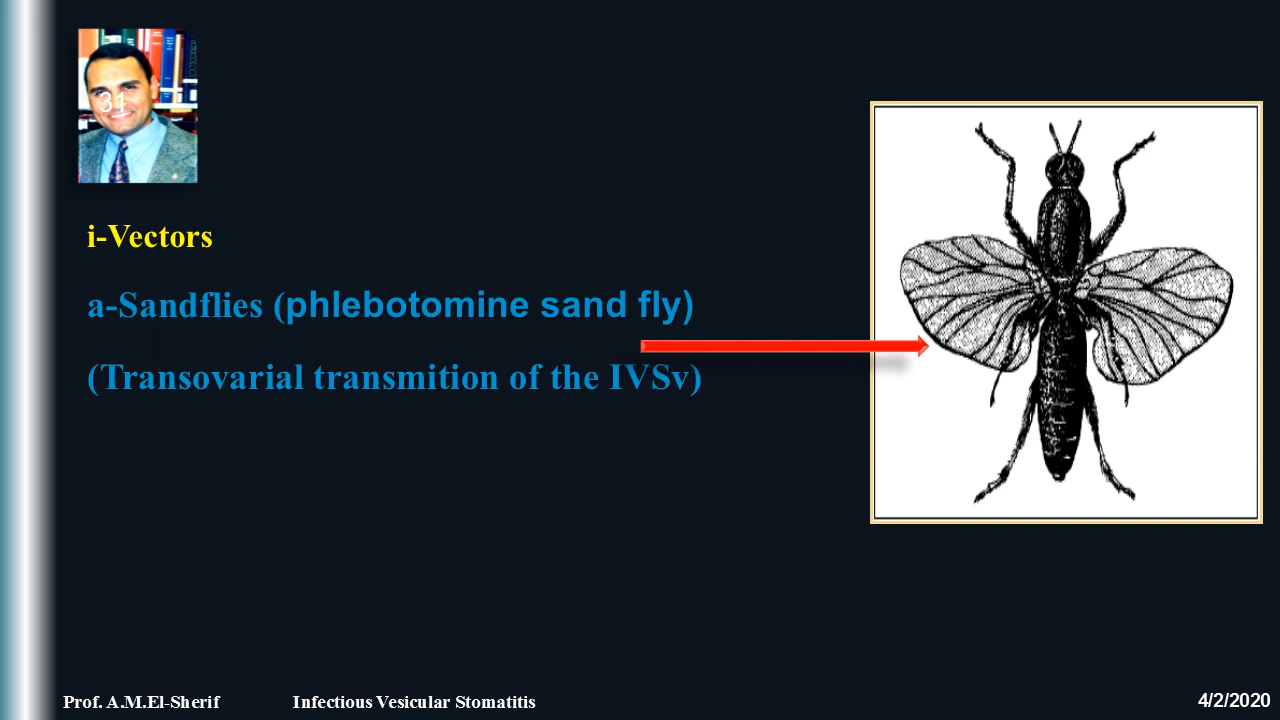 31
i-Vectors
a-Sandflies (phlebotomine sand fly)
(Transovarial transmition of the IVSv)
Prof. A.M.El-Sherif
Infectious Vesicular Stomatitis
4/2/2020